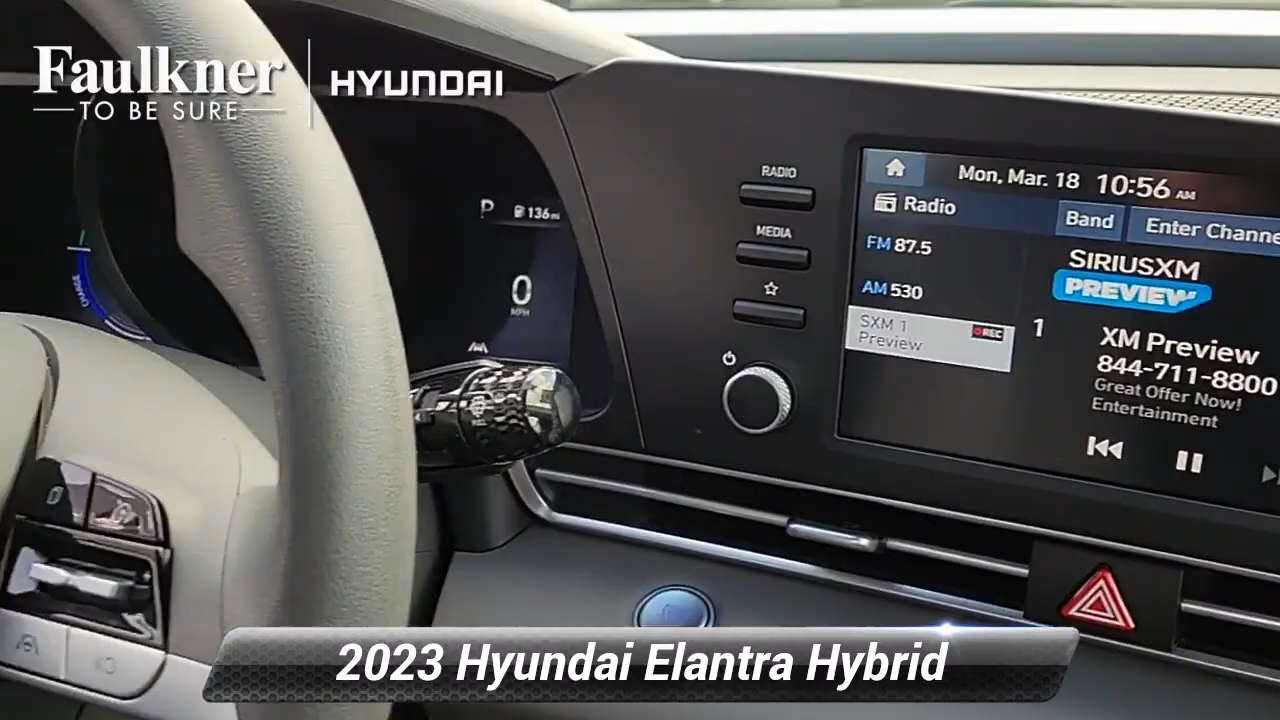 Faulkner
TO BE SURE
HYUNDAI
P
136 mi
0
MPH
CHARGE
RADIO
MEDIA
Mon, Mar. 18 10:56 AM
Radio
Band
Enter Channe
FM 87.5
AM 530
SXM 1
REC
Preview
SIRIUSXM
PREVIEW
1
XM Preview
844-711-8800
Great Offer Now!
Entertainment
2023 Hyundai Elantra Hybrid